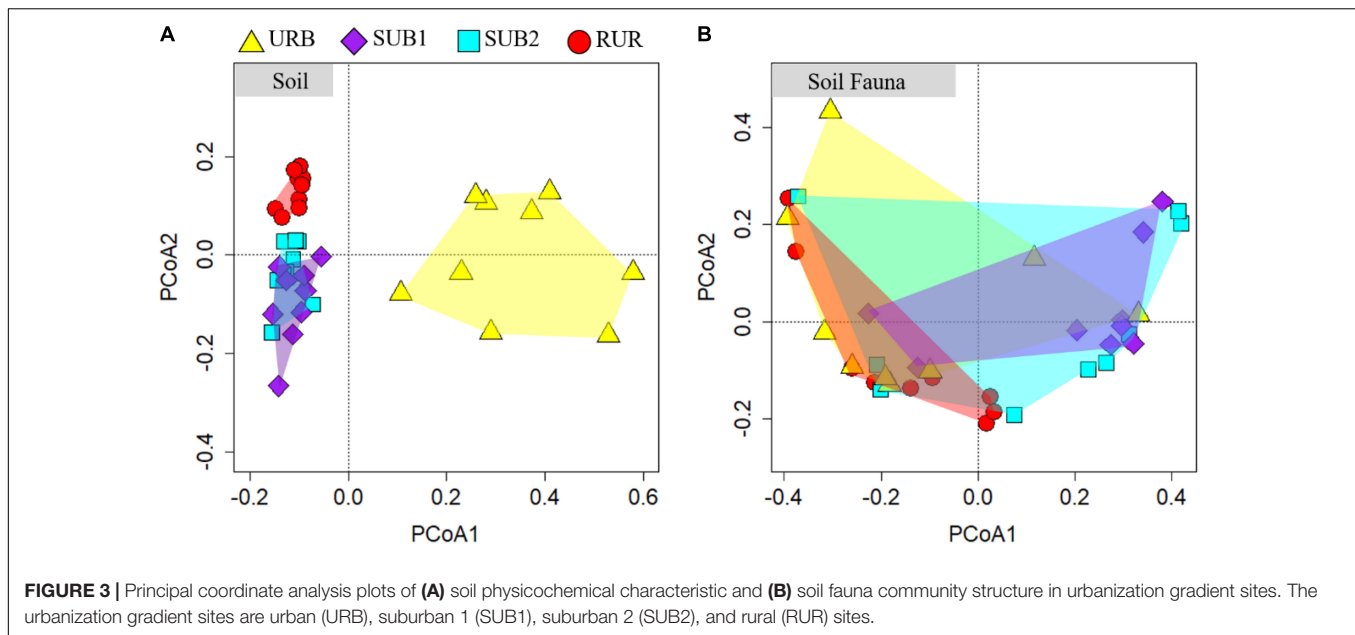 A
URB SUB1 SUB2 RUR
B
Soil
Soil Fauna
PCoA2
0.2
0.0
-0.2
-0.4
-0.2 0.0 0.2 0.4 0.6
PCoA1
PCoA2
0.4
0.2
0.0
-0.2
-0.4 -0.2 0.0 0.2 0.4
PCoA1
FIGURE 3 | Principal coordinate analysis plots of (A) soil physicochemical characteristic and (B) soil fauna community structure in urbanization gradient sites. The
urbanization gradient sites are urban (URB), suburban 1 (SUB1), suburban 2 (SUB2), and rural (RUR) sites.